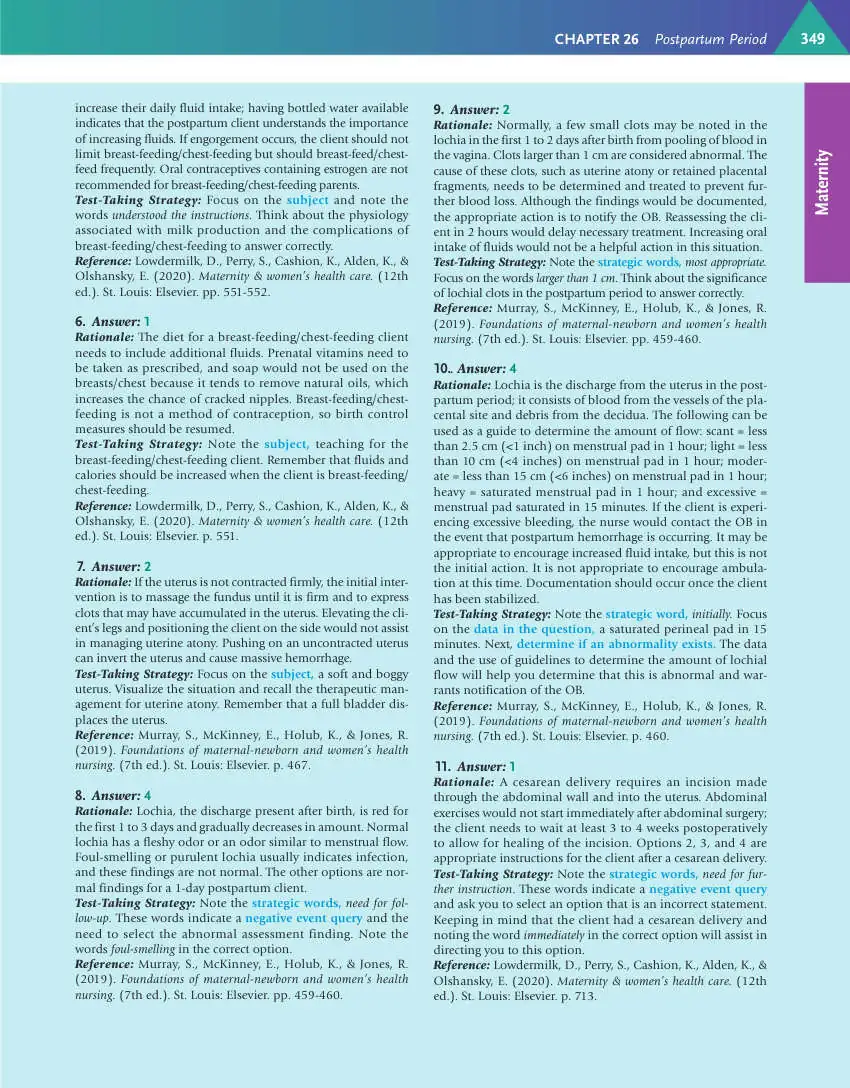 CHAPTER 26 Postpartum Period 349
Maternity
increase their daily fluid intake; having bottled water available
indicates that the postpartum client understands the importance
of increasing fluids. If engorgement occurs, the client should not
limit breast-feeding/chest-feeding but should breast-feed/chest-
feed frequently. Oral contraceptives containing estrogen are not
recommended for breast-feeding/chest-feeding parents.
Test-Taking Strategy: Focus on the subject and note the
words understood the instructions. Think about the physiology
associated with milk production and the complications of
breast-feeding/chest-feeding to answer correctly.
Reference: Lowdermilk, D., Perry, S., Cashion, K., Alden, K., &
Olshansky, E. (2020). Maternity & women's health care. (12th
ed.). St. Louis: Elsevier. pp. 551-552.
6. Answer: 1
Rationale: The diet for a breast-feeding/chest-feeding client
needs to include additional fluids. Prenatal vitamins need to
be taken as prescribed, and soap would not be used on the
breasts/chest because it tends to remove natural oils, which
increases the chance of cracked nipples. Breast-feeding/chest-
feeding is not a method of contraception, so birth control
measures should be resumed.
Test-Taking Strategy: Note the subject, teaching for the
breast-feeding/chest-feeding client. Remember that fluids and
calories should be increased when the client is breast-feeding/
chest-feeding.
Reference: Lowdermilk, D., Perry, S., Cashion, K., Alden, K., &
Olshansky, E. (2020). Maternity & women's health care. (12th
ed.). St. Louis: Elsevier. p. 551.
7. Answer: 2
Rationale: If the uterus is not contracted firmly, the initial inter-
vention is to massage the fundus until it is firm and to express
clots that may have accumulated in the uterus. Elevating the cli-
ent's legs and positioning the client on the side would not assist
in managing uterine atony. Pushing on an uncontracted uterus
can invert the uterus and cause massive hemorrhage.
Test-Taking Strategy: Focus on the subject, a soft and boggy
uterus. Visualize the situation and recall the therapeutic man-
agement for uterine atony. Remember that a full bladder dis-
places the uterus.
Reference: Murray, S., McKinney, E., Holub, K., & Jones, R.
(2019). Foundations of maternal-newborn and women's health
nursing. (7th ed.). St. Louis: Elsevier. p. 467.
8. Answer: 4
Rationale: Lochia, the discharge present after birth, is red for
the first 1 to 3 days and gradually decreases in amount. Normal
lochia has a fleshy odor or an odor similar to menstrual flow.
Foul-smelling or purulent lochia usually indicates infection,
and these findings are not normal. The other options are nor-
mal findings for a 1-day postpartum client.
Test-Taking Strategy: Note the strategic words, need for fol-
low-up. These words indicate a negative event query and the
need to select the abnormal assessment finding. Note the
words foul-smelling in the correct option.
Reference: Murray, S., McKinney, E., Holub, K., & Jones, R.
(2019). Foundations of maternal-newborn and women's health
nursing. (7th ed.). St. Louis: Elsevier. pp. 459-460.
9. Answer: 2
Rationale: Normally, a few small clots may be noted in the
lochia in the first 1 to 2 days after birth from pooling of blood in
the vagina. Clots larger than 1 cm are considered abnormal. The
cause of these clots, such as uterine atony or retained placental
fragments, needs to be determined and treated to prevent fur-
ther blood loss. Although the findings would be documented,
the appropriate action is to notify the OB. Reassessing the cli-
ent in 2 hours would delay necessary treatment. Increasing oral
intake of fluids would not be a helpful action in this situation.
Test-Taking Strategy: Note the strategic words, most appropriate.
Focus on the words larger than 1 cm. Think about the significance
of lochial clots in the postpartum period to answer correctly.
Reference: Murray, S., McKinney, E., Holub, K., & Jones, R.
(2019). Foundations of maternal-newborn and women's health
nursing. (7th ed.). St. Louis: Elsevier. pp. 459-460.
10.. Answer: 4
Rationale: Lochia is the discharge from the uterus in the post-
partum period; it consists of blood from the vessels of the pla-
cental site and debris from the decidua. The following can be
used as a guide to determine the amount of flow: scant = less
than 2.5 cm (<1 inch) on menstrual pad in 1 hour; light = less
than 10 cm (<4 inches) on menstrual pad in 1 hour; moder-
ate = less than 15 cm (<6 inches) on menstrual pad in 1 hour;
heavy = saturated menstrual pad in 1 hour; and excessive =
menstrual pad saturated in 15 minutes. If the client is experi-
encing excessive bleeding, the nurse would contact the OB in
the event that postpartum hemorrhage is occurring. It may be
appropriate to encourage increased fluid intake, but this is not
the initial action. It is not appropriate to encourage ambula-
tion at this time. Documentation should occur once the client
has been stabilized.
Test-Taking Strategy: Note the strategic word, initially. Focus
on the data in the question, a saturated perineal pad in 15
minutes. Next, determine if an abnormality exists. The data
and the use of guidelines to determine the amount of lochial
flow will help you determine that this is abnormal and war-
rants notification of the OB.
Reference: Murray, S., McKinney, E., Holub, K., & Jones, R.
(2019). Foundations of maternal-newborn and women's health
nursing. (7th ed.). St. Louis: Elsevier. p. 460.
11. Answer: 1
Rationale: A cesarean delivery requires an incision made
through the abdominal wall and into the uterus. Abdominal
exercises would not start immediately after abdominal surgery;
the client needs to wait at least 3 to 4 weeks postoperatively
to allow for healing of the incision. Options 2, 3, and 4 are
appropriate instructions for the client after a cesarean delivery.
Test-Taking Strategy: Note the strategic words, need for fur-
ther instruction. These words indicate a negative event query
and ask you to select an option that is an incorrect statement.
Keeping in mind that the client had a cesarean delivery and
noting the word immediately in the correct option will assist in
directing you to this option.
Reference: Lowdermilk, D., Perry, S., Cashion, K., Alden, K., &
Olshansky, E. (2020). Maternity & women's health care. (12th
ed.). St. Louis: Elsevier. p. 713.